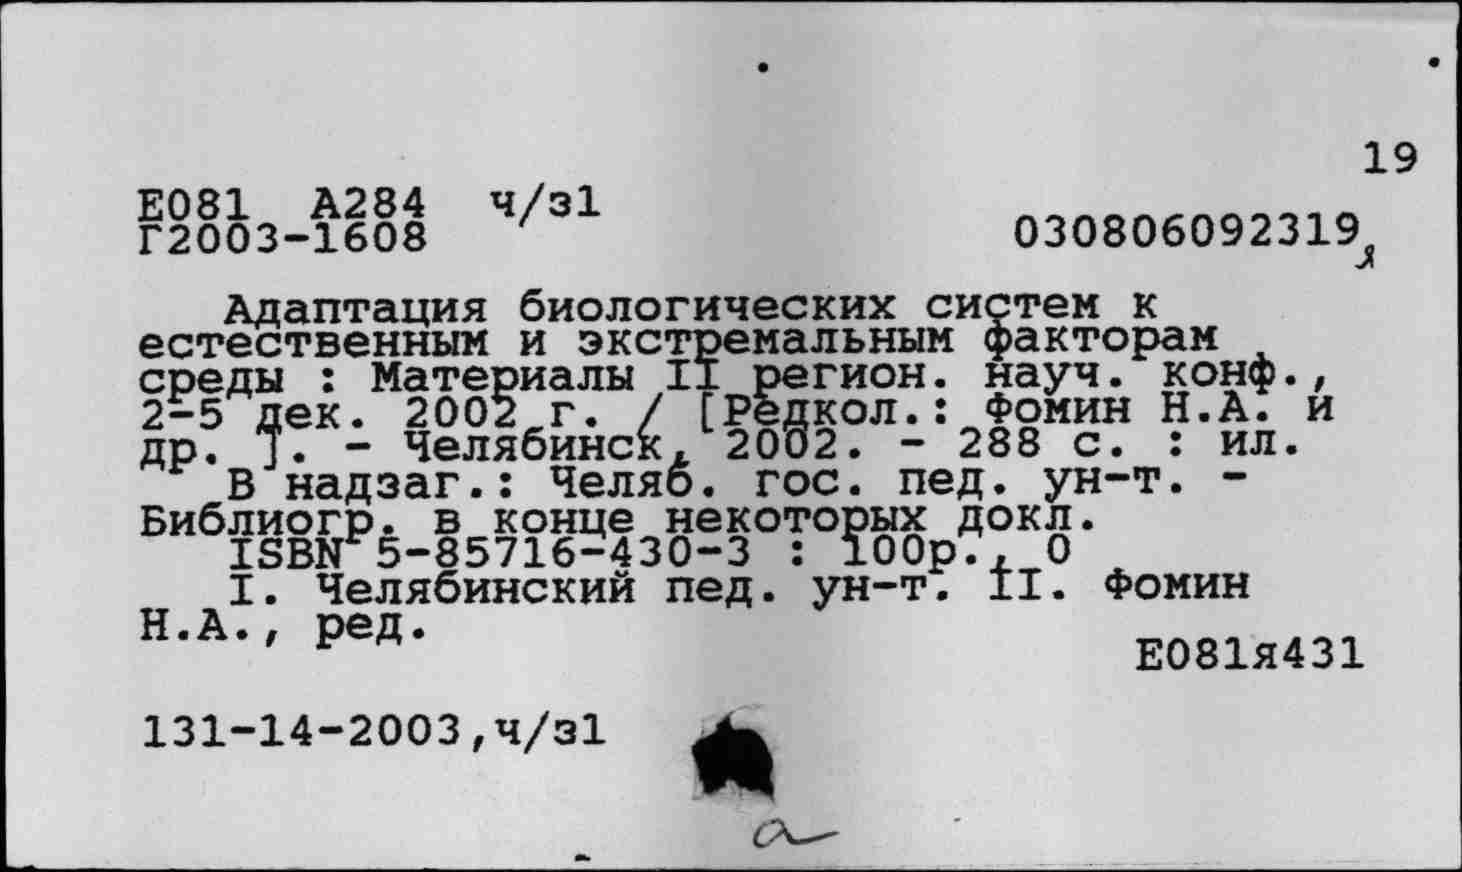 19
Е081 А284 ч/з1
Г2003-1608
030806092319
Адаптация биологических систем к
естественным и экстремальным факторам
среды : Материалы II регион. науч. конф.,
2-5 дек. 2002 г. / [Редкол.: Фомин Н.А. и
др. ]. - Челябинск, 2002. - 288 с. : ил.
В надзаг.: Челяб. гос. пед. ун-т. -
Библиогр. в конце некоторых докл.
ISBN 5-85716-430-3 : 100р., 0
I. Челябинский пед. ун-т. II. Фомин
Н.А., ред.
Е081я431
131-14-2003,ч/з1